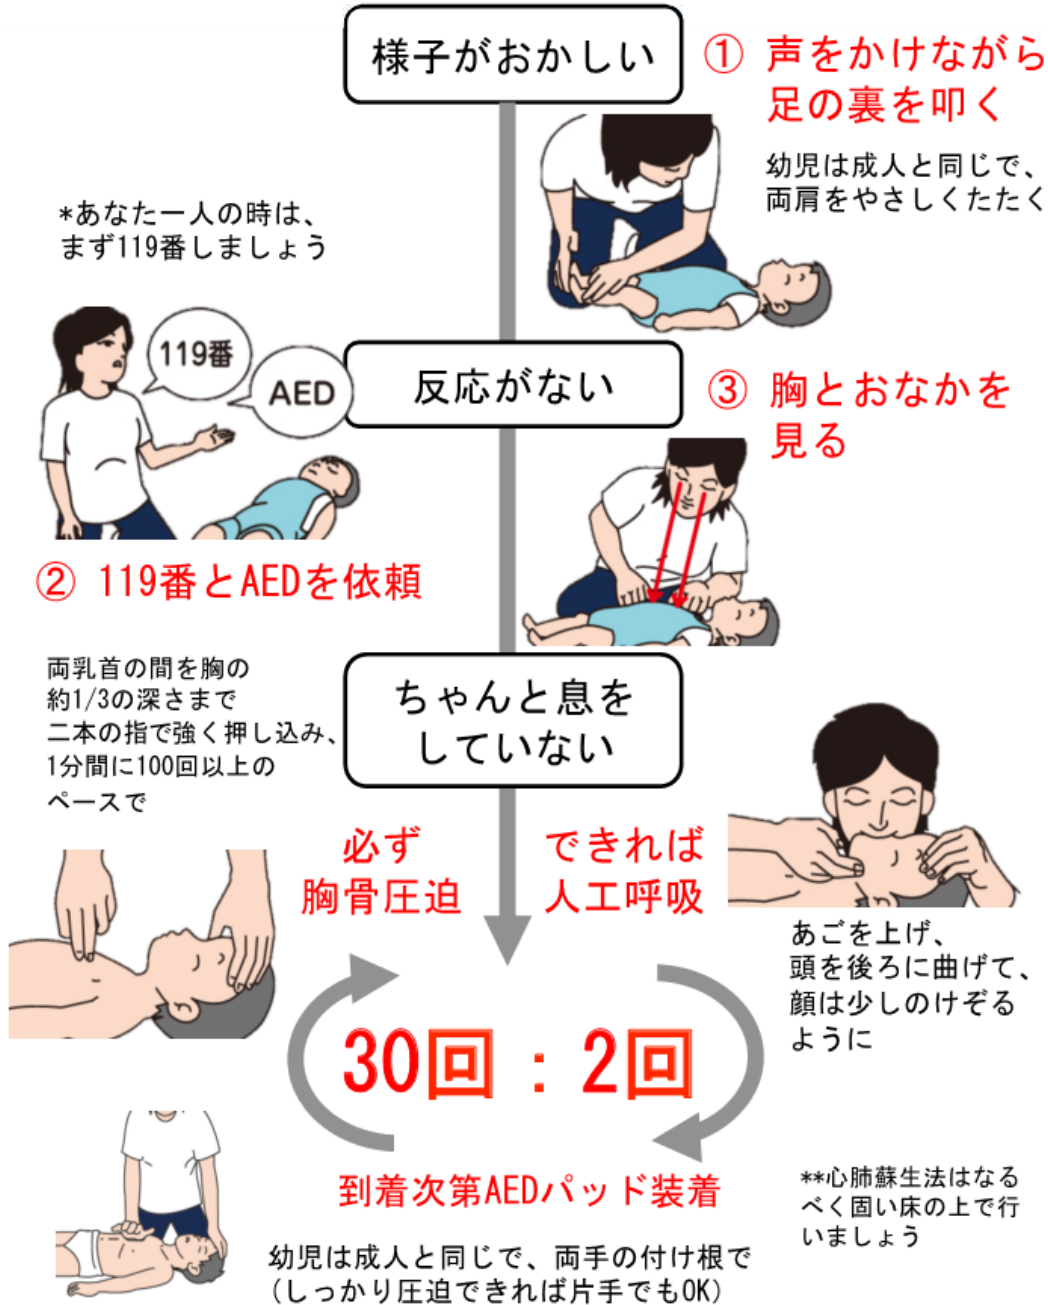 様子がおかしい
① 声をかけながら
足の裏を叩く
幼児は成人と同じで、
両肩をやさしくたたく
*あなた一人の時は、
まず119番しましょう
119番
AED
反応がない
② 119番とAEDを依頼
③ 胸とおなかを
見る
ちゃんと息を
していない
両乳首の間を胸の
約1/3の深さまで
二本の指で強く押し込み、
1分間に100回以上の
ペースで
必ず
胸骨圧迫
できれば
人工呼吸
あごを上げ、
頭を後ろに曲げて、
顔は少しのけぞる
ように
30回 : 2回
到着次第AEDパッド装着
幼児は成人と同じで、両手の付け根で
(しっかり圧迫できれば片手でもOK)
**心肺蘇生法はなる
べく固い床の上で行
いましょう